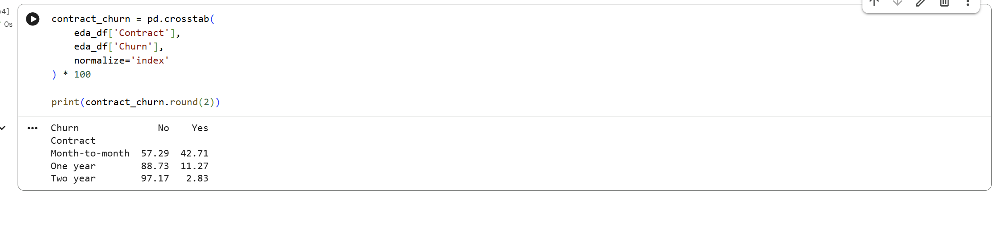 54]
0s
contract_churn = pd.crosstab(
    eda_df['Contract'],
    eda_df['Churn'],
    normalize='index'
) * 100

print(contract_churn.round(2))
Churn              No    Yes
Contract
Month-to-month  57.29  42.71
One year        88.73  11.27
Two year        97.17   2.83